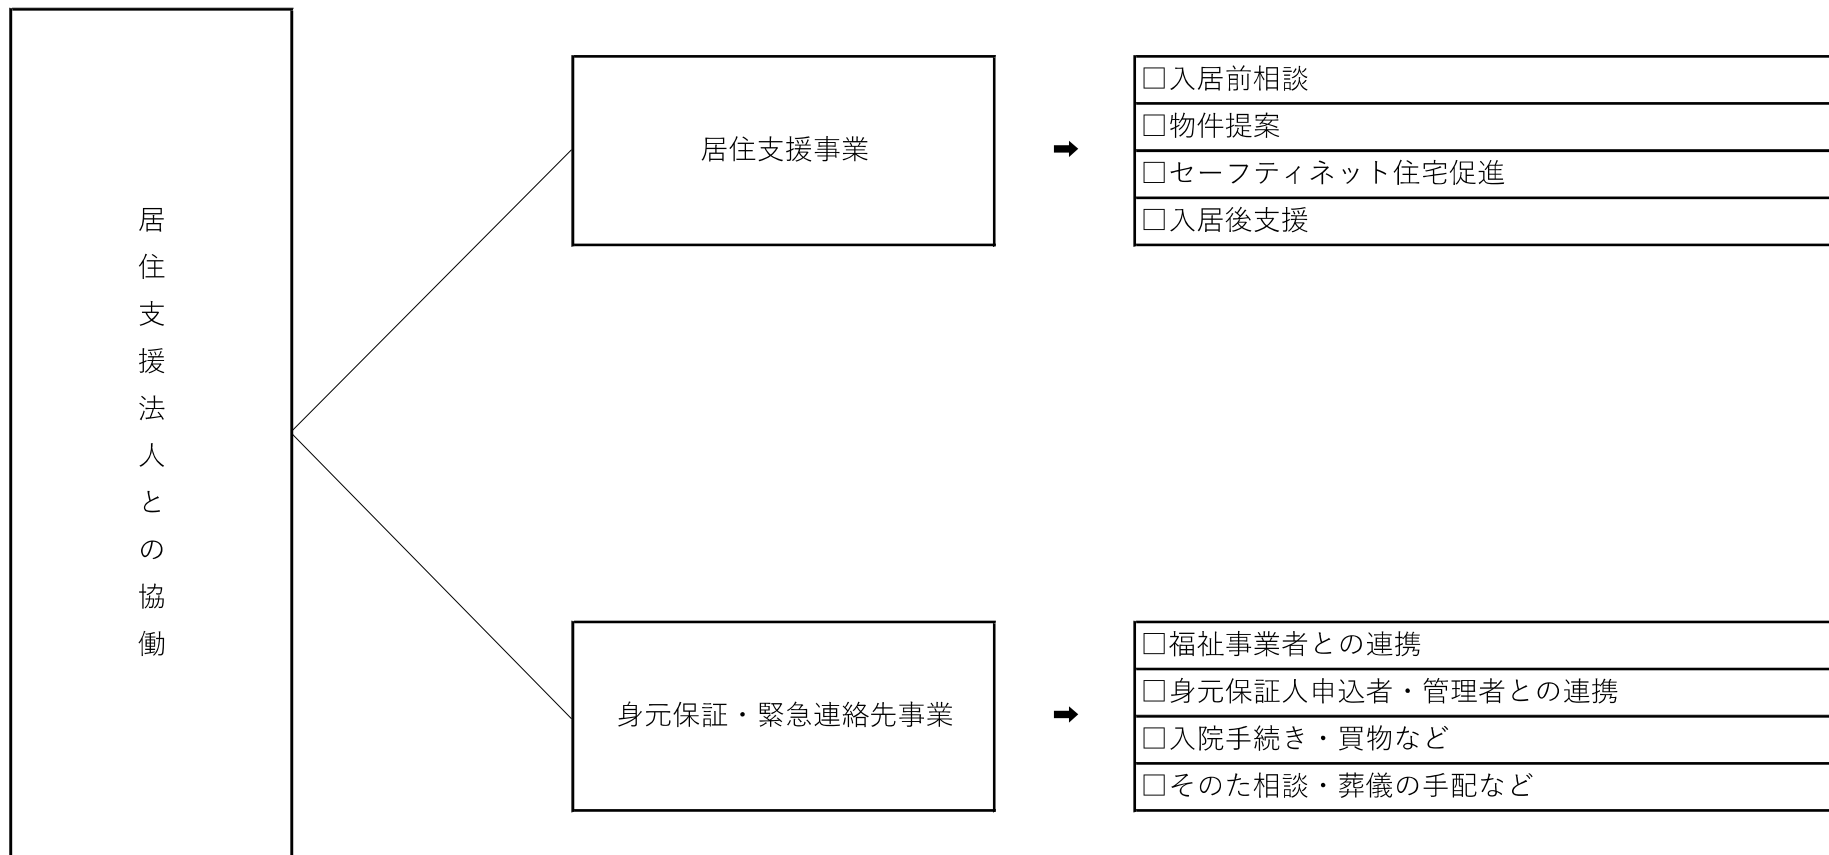 居住支援法人との協働
居住支援事業
➡
□入居前相談
□物件提案
□セーフティネット住宅促進
□入居後支援
身元保証・緊急連絡先事業
➡
□福祉事業者との連携
□身元保証人申込者・管理者との連携
□入院手続き・買物など
□そのた相談・葬儀の手配など